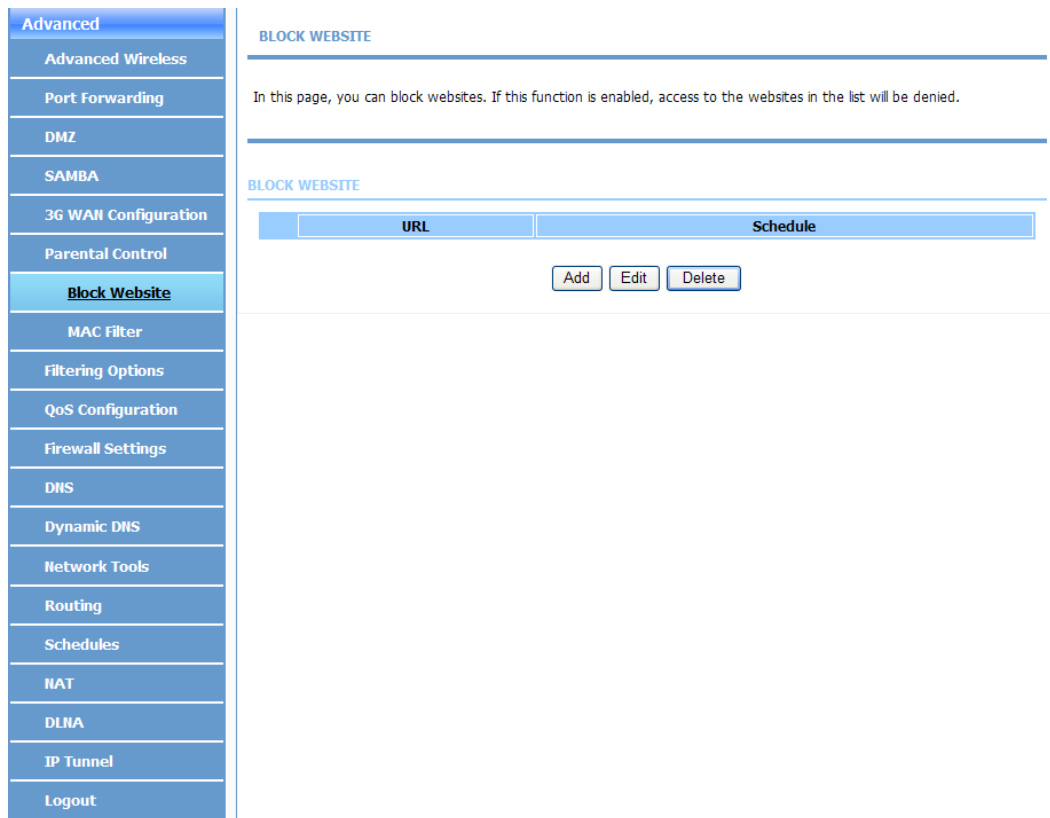 Advanced
Advanced Wireless
Port Forwarding
DMZ
SAMBA
3G WAN Configuration
Parental Control
Block Website
MAC Filter
Filtering Options
QoS Configuration
Firewall Settings
DNS
Dynamic DNS
Network Tools
Routing
Schedules
NAT
DLNA
IP Tunnel
Logout
BLOCK WEBSITE
In this page, you can block websites. If this function is enabled, access to the websites in the list will be denied.
BLOCK WEBSITE
URL Schedule
Add Edit Delete